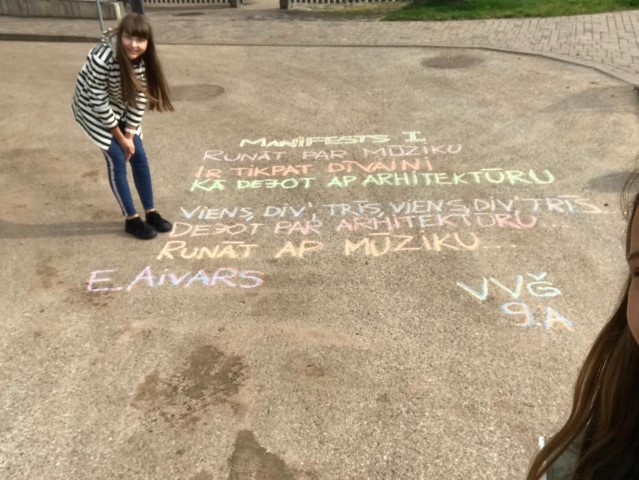 MANIFESTS I
RUNĀT PAR MŪZIKU
IR TIKPAT DĪVAINI
KĀ DEJOT AP ARHITEKTŪRU
VIENS, DIV', TRĪS, VIENS, DIV', TRĪS.
DEJOT PAR ARHITEKTŪRU...
RUNĀT AP MŪZIKU...
E. AIVARS
VVĢ
9.A